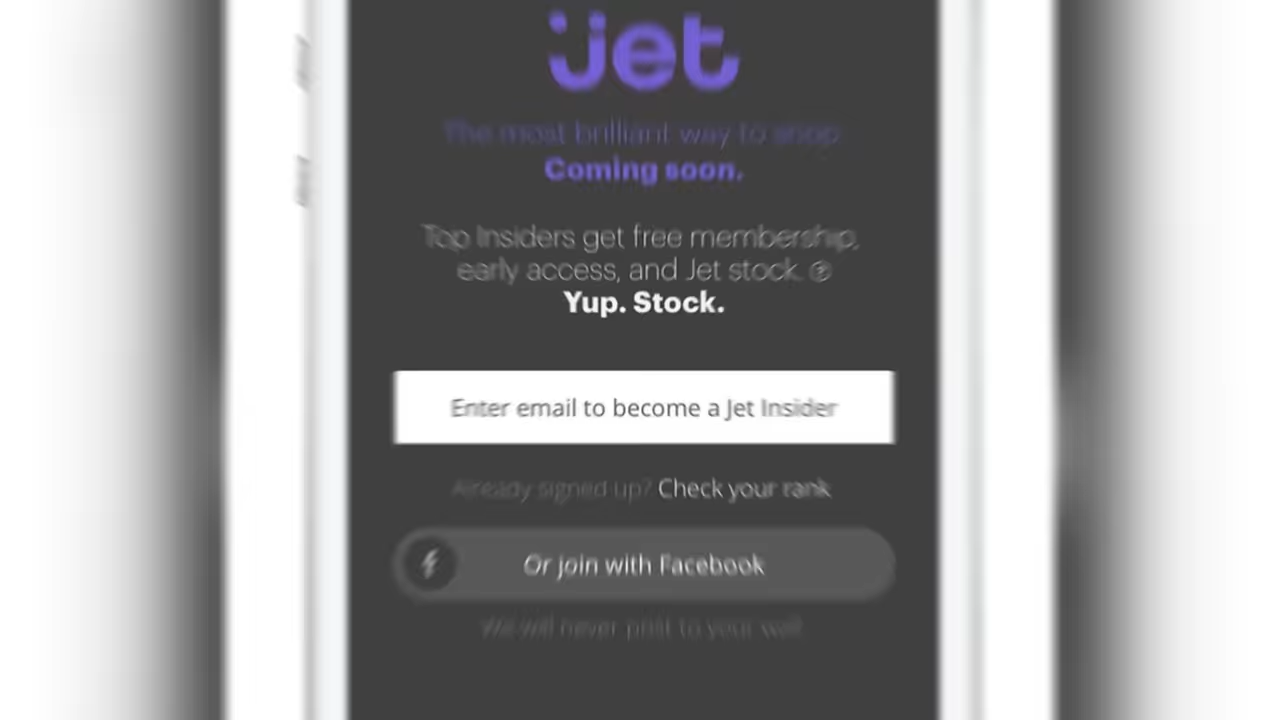 jet
The most brilliant way to shop.
Coming soon.
Top Insiders get free membership,
early access, and Jet stock. ?
Yup. Stock.
Enter email to become a Jet Insider
Already signed up? Check your rank
Or join with Facebook
We will never post to your wall.